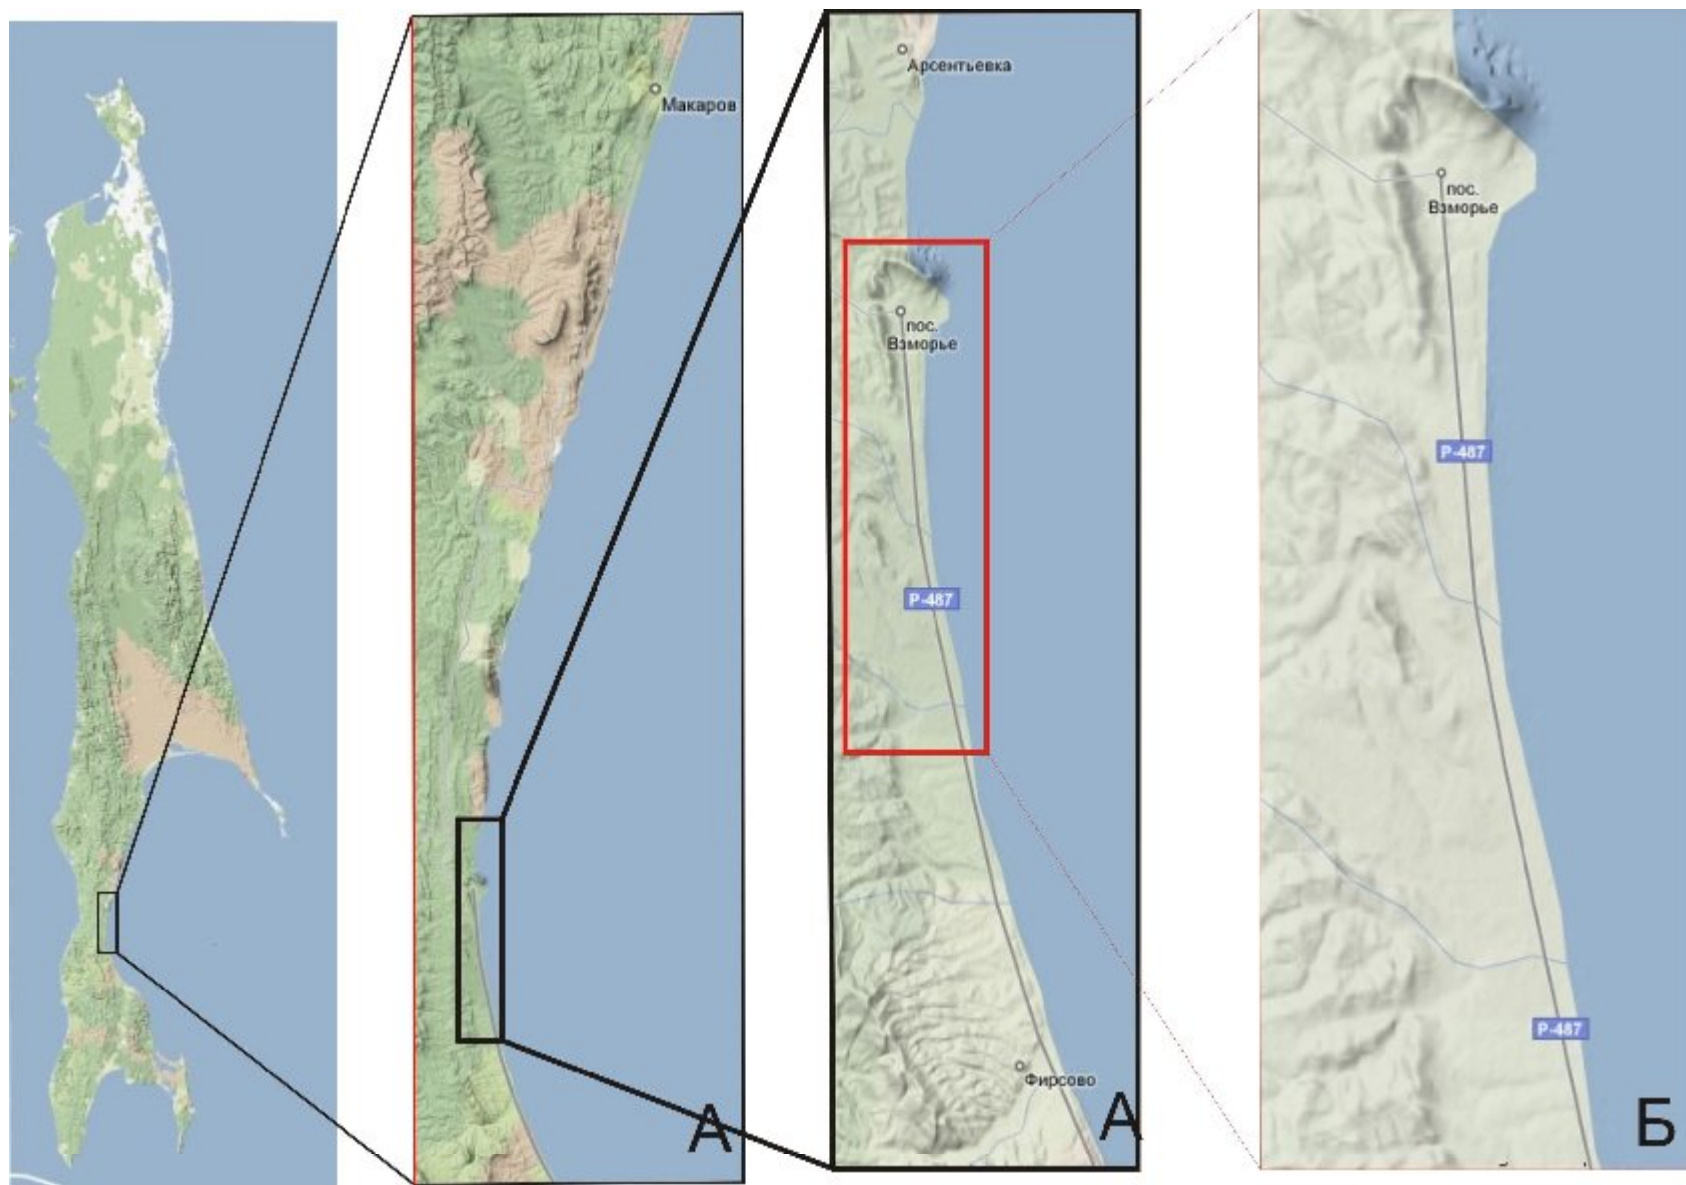 Макаров
А
Арсентьевка
пос.
Взморье
Р-487
Фирсово
А
пос.
Взморье
Р-487
Р-487
Б